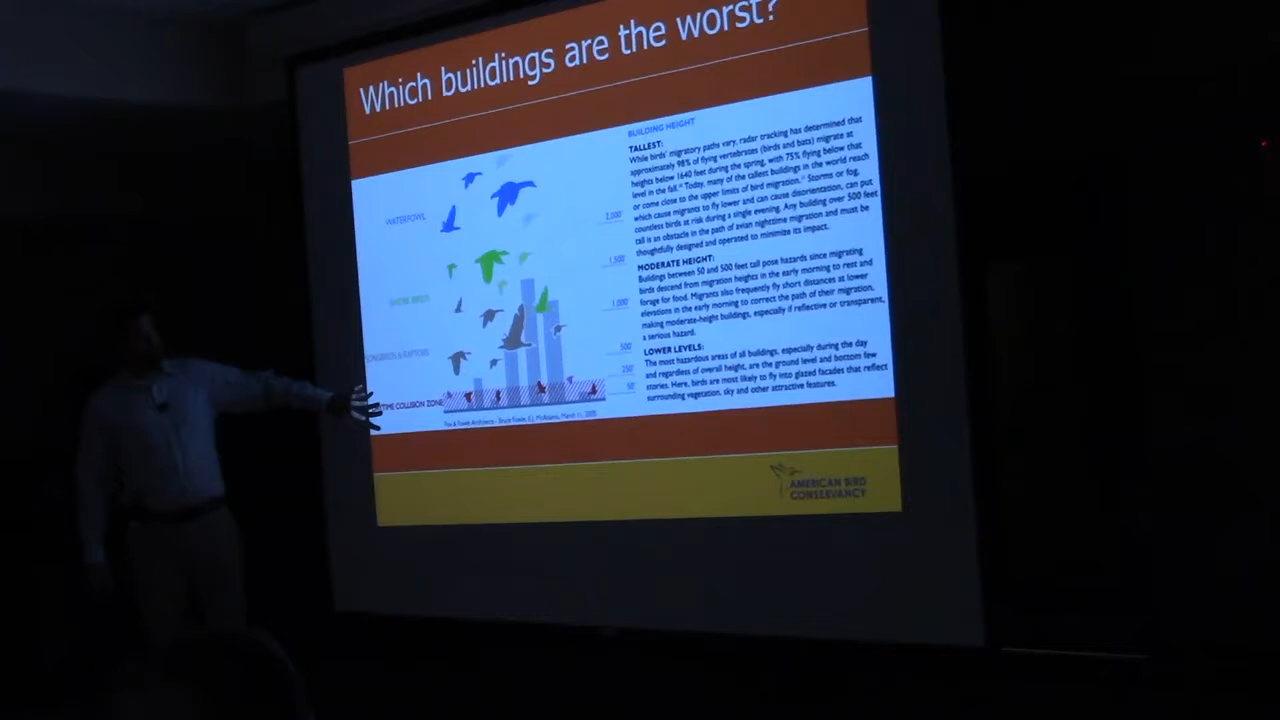 Which buildings are the worst?
BUILDING HEIGHT
TALLEST:
While birds' migratory paths vary, radar tracking has determined that
approximately 98% of flying vertebrates (birds and bats) migrate at
heights below 1640 feet during the spring, with 75% flying below that
level in the fall. Today, many of the tallest buildings in the world reach
or come close to the upper limits of bird migration. Storms or fog,
which cause migrants to fly lower and can cause disorientation, can put
countless birds at risk during a single evening. Any building over 500 feet
tall is an obstacle in the path of avian nighttime migration and must be
thoughtfully designed and operated to minimize its impact.
MODERATE HEIGHT:
Buildings between 50 and 500 feet tall pose hazards since migrating
birds descend from migration heights in the early morning to rest and
forage for food. Migrants also frequently fly short distances at lower
elevations in the early morning to correct the path of their migration,
making moderate-height buildings, especially if reflective or transparent,
a serious hazard.
LOWER LEVELS:
The most hazardous areas of all buildings, especially during the day
and regardless of overall height, are the ground level and bottom few
stories. Here, birds are most likely to fly into glazed facades that reflect
surrounding vegetation, sky and other attractive features.
WATERFOWL
SHORE BIRDS
SONGBIRDS & RAPTORS
TIME COLLISION ZONE
2,000'
1,500'
1,000'
500'
250'
50'
Fox & Fowle Architects - Bruce Fowle, E.J. McAdams, March 11, 2005
AMERICAN BIRD
CONSERVANCY